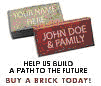 YOUR NAME
HERE
JOHN DOE
& FAMILY
HELP US BUILD
A PATH TO THE FUTURE
BUY A BRICK TODAY!